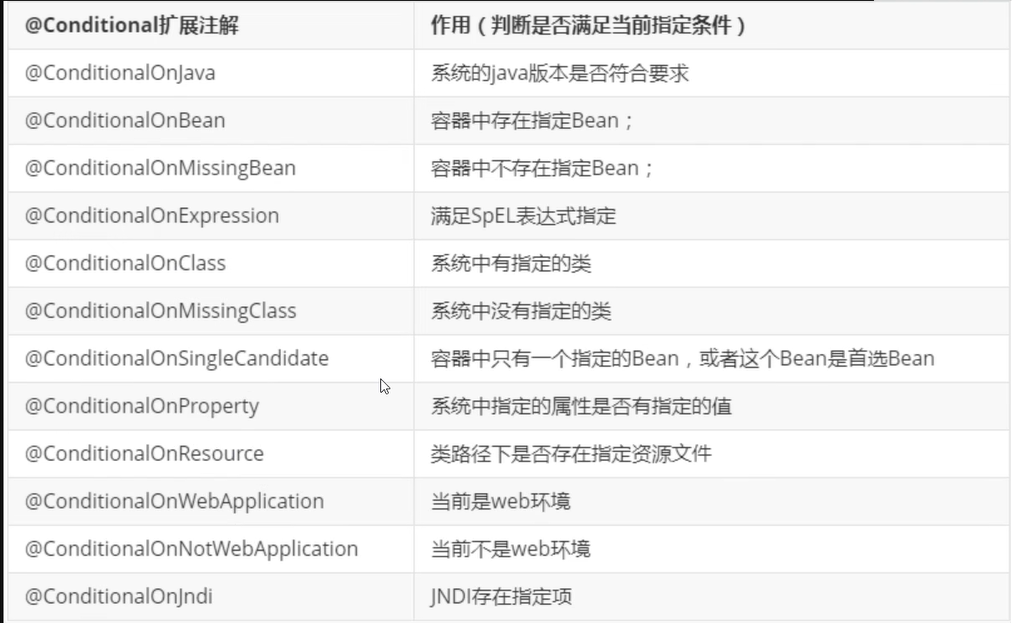 @Conditional扩展注解 作用（判断是否满足当前指定条件）
@ConditionalOnJava 系统的java版本是否符合要求
@ConditionalOnBean 容器中存在指定Bean；
@ConditionalOnMissingBean 容器中不存在指定Bean；
@ConditionalOnExpression 满足SpEL表达式指定
@ConditionalOnClass 系统中有指定的类
@ConditionalOnMissingClass 系统中没有指定的类
@ConditionalOnSingleCandidate 容器中只有一个指定的Bean，或者这个Bean是首选Bean
@ConditionalOnProperty 系统中指定的属性是否有指定的值
@ConditionalOnResource 类路径下是否存在指定资源文件
@ConditionalOnWebApplication 当前是web环境
@ConditionalOnNotWebApplication 当前不是web环境
@ConditionalOnJndi JNDI存在指定项